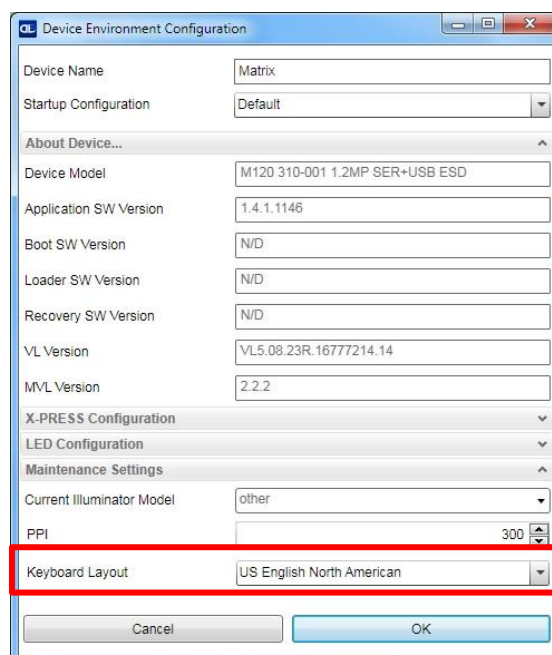 DL Device Environment Configuration
Device Name Matrix
Startup Configuration Default
About Device...
Device Model M120 310-001 1.2MP SER+USB ESD
Application SW Version 1.4.1.1146
Boot SW Version N/D
Loader SW Version N/D
Recovery SW Version N/D
VL Version VL5.08.23R.16777214.14
MVL Version 2.2.2
X-PRESS Configuration
LED Configuration
Maintenance Settings
Current Illuminator Model other
PPI 300
Keyboard Layout US English North American
Cancel OK